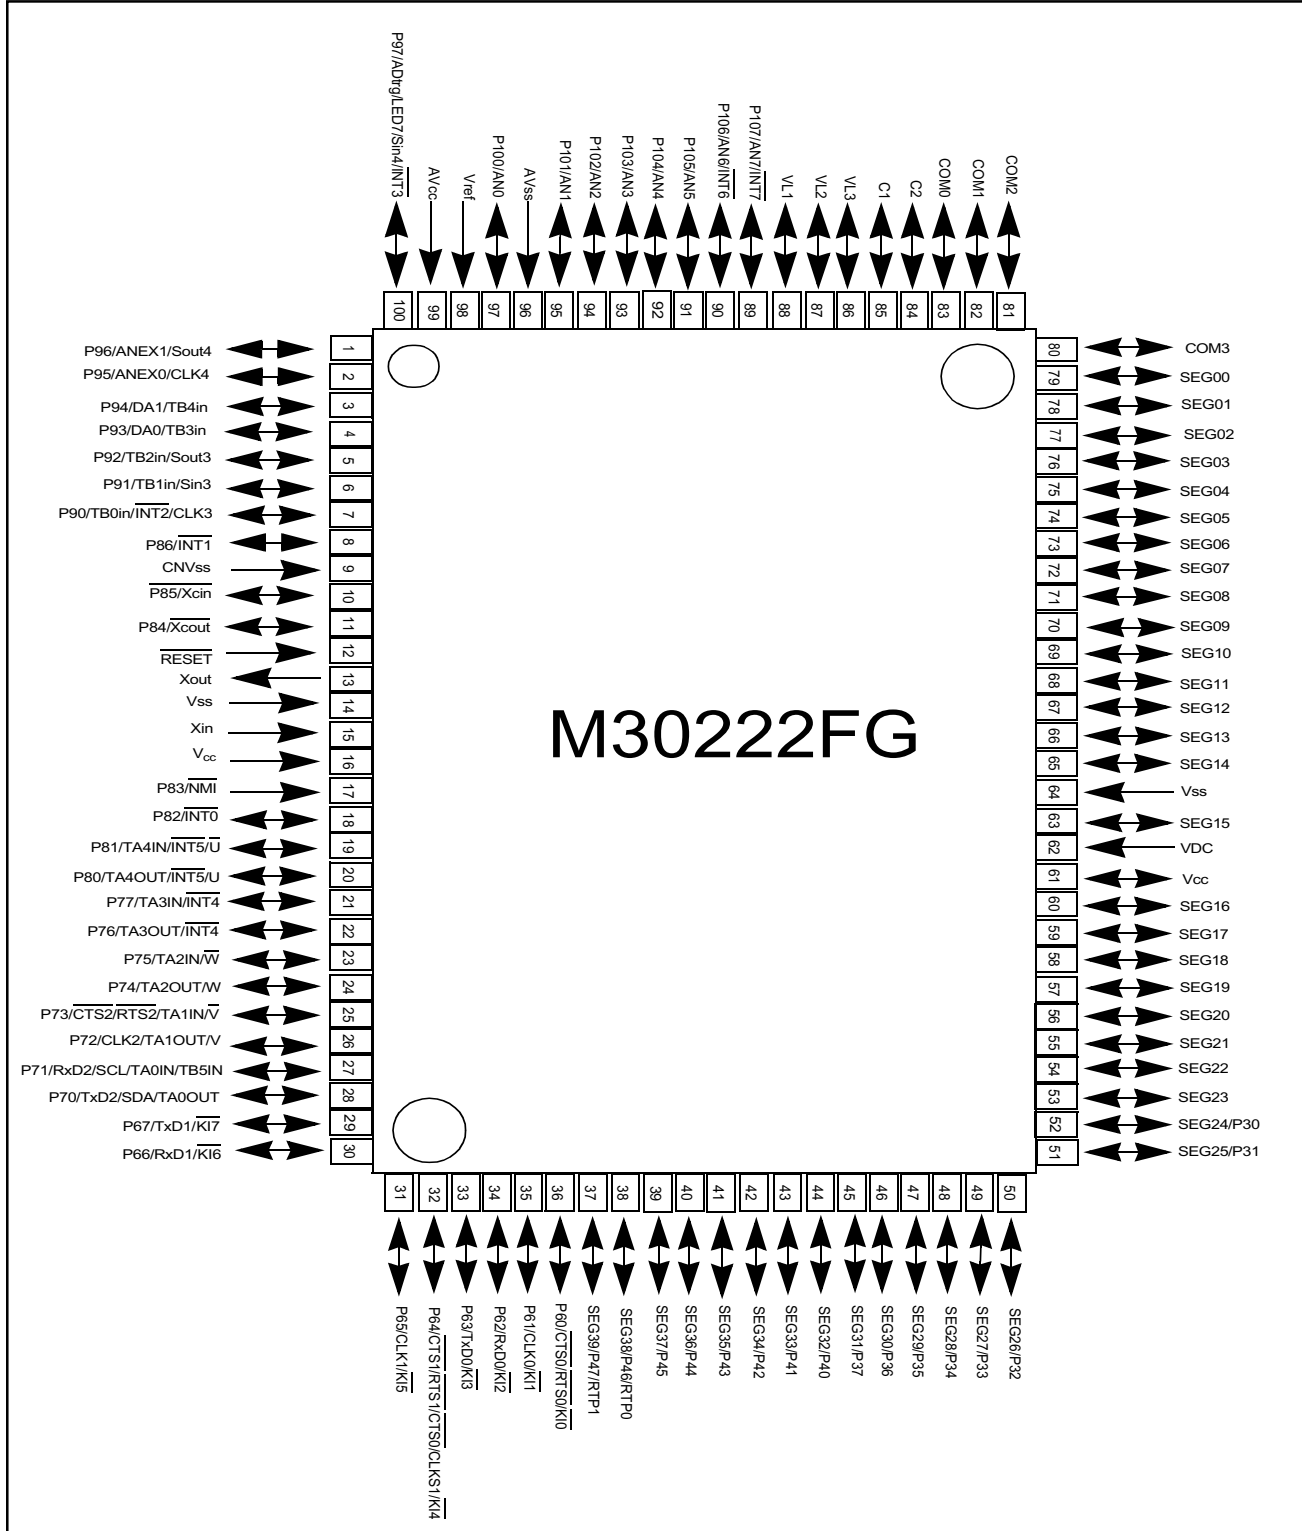 P97/ADtrg/LED7/Sin4/INT3
AVcc
Vref
P100/AN0
AVss
P101/AN1
P102/AN2
P103/AN3
P104/AN4
P105/AN5
P106/AN6/INT6
P107/AN7/INT7
VL1
VL2
VL3
C1
C2
COM0
COM1
COM2
100 99 98 97 96 95 94 93 92 91 90 89 88 87 86 85 84 83 82 81
P96/ANEX1/Sout4 1
P95/ANEX0/CLK4 2
P94/DA1/TB4in 3
P93/DA0/TB3in 4
P92/TB2in/Sout3 5
P91/TB1in/Sin3 6
P90/TB0in/INT2/CLK3 7
P86/INT1 8
CNVss 9
P85/Xcin 10
P84/Xcout 11
RESET 12
Xout 13
Vss 14
Xin 15
Vcc 16
P83/NMI 17
P82/INT0 18
P81/TA4IN/INT5/U 19
P80/TA4OUT/INT5/U 20
P77/TA3IN/INT4 21
P76/TA3OUT/INT4 22
P75/TA2IN/W 23
P74/TA2OUT/W 24
P73/CTS2/RTS2/TA1IN/V 25
P72/CLK2/TA1OUT/V 26
P71/RxD2/SCL/TA0IN/TB5IN 27
P70/TxD2/SDA/TA0OUT 28
P67/TxD1/KI7 29
P66/RxD1/KI6 30
M30222FG
80 COM3
79 SEG00
78 SEG01
77 SEG02
76 SEG03
75 SEG04
74 SEG05
73 SEG06
72 SEG07
71 SEG08
70 SEG09
69 SEG10
68 SEG11
67 SEG12
66 SEG13
65 SEG14
64 Vss
63 SEG15
62 VDC
61 Vcc
60 SEG16
59 SEG17
58 SEG18
57 SEG19
56 SEG20
55 SEG21
54 SEG22
53 SEG23
52 SEG24/P30
51 SEG25/P31
31 32 33 34 35 36 37 38 39 40 41 42 43 44 45 46 47 48 49 50
P65/CLK1/KI5
P64/CTS1/RTS1/CTS0/CLKS1/KI4
P63/TxD0/KI3
P62/RxD0/KI2
P61/CLK0/KI1
P60/CTS0/RTS0/KI0
SEG39/P47/RTP1
SEG38/P46/RTP0
SEG37/P45
SEG36/P44
SEG35/P43
SEG34/P42
SEG33/P41
SEG32/P40
SEG31/P37
SEG30/P36
SEG29/P35
SEG28/P34
SEG27/P33
SEG26/P32